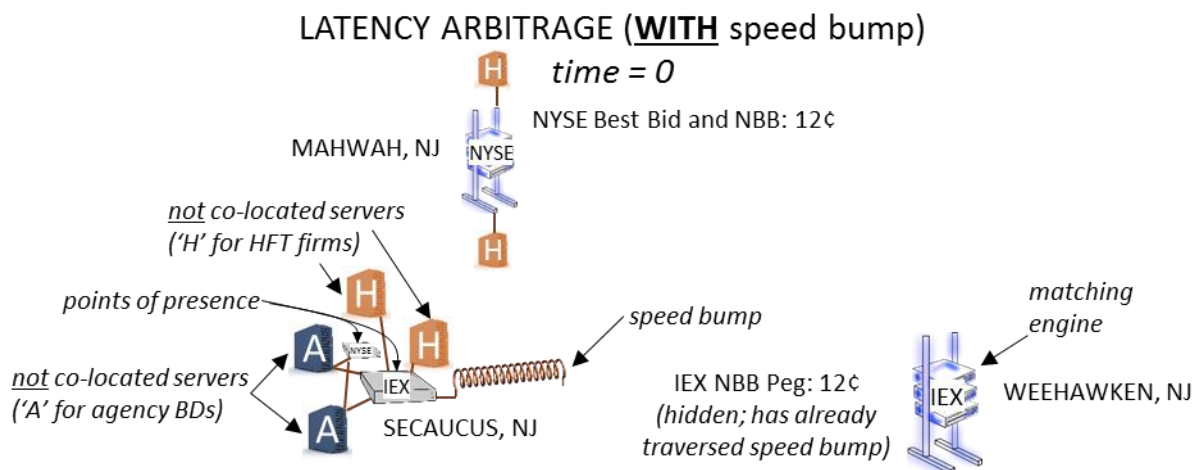 LATENCY ARBITRAGE (WITH speed bump)
time = 0
H
NYSE Best Bid and NBB: 12¢
MAHWAH, NJ
NYSE
H
not co-located servers
('H' for HFT firms)
points of presence
H
H
A
NYSE
IEX
not co-located servers
('A' for agency BDs)
A
SECAUCUS, NJ
speed bump
matching
engine
IEX NBB Peg: 12¢
(hidden; has already
traversed speed bump)
IEX
WEEHAWKEN, NJ